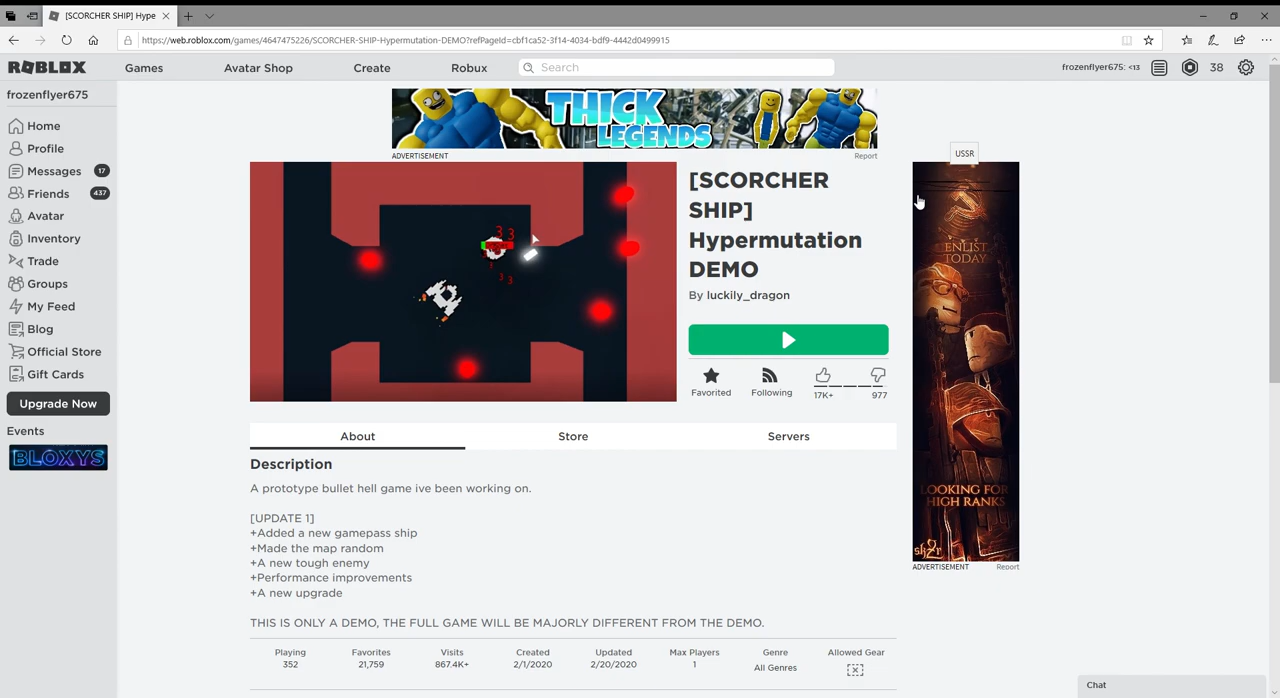 [SCORCHER SHIP] Hype
https://web.roblox.com/games/4647475226/SCORCHER-SHIP-Hypermutation-DEMO?refPageId=cbf1ca52-3f14-4034-bdf9-4442d0499915
ROBLOX
Games
Avatar Shop
Create
Robux
Search
frozenflyer675: <13
38
frozenflyer675
Home
Profile
Messages 17
Friends 437
Avatar
Inventory
Trade
Groups
My Feed
Blog
Official Store
Gift Cards
Upgrade Now
Events
BLOXYS
THICK
LEGENDS
ADVERTISEMENT
Report
3 3
3 3
[SCORCHER
SHIP]
Hypermutation
DEMO
By luckily_dragon
Favorited
Following
17K+
977
About
Store
Servers
Description
A prototype bullet hell game ive been working on.
[UPDATE 1]
+Added a new gamepass ship
+Made the map random
+A new tough enemy
+Performance improvements
+A new upgrade
THIS IS ONLY A DEMO, THE FULL GAME WILL BE MAJORLY DIFFERENT FROM THE DEMO.
Playing
352
Favorites
21,759
Visits
867.4K+
Created
2/1/2020
Updated
2/20/2020
Max Players
1
Genre
All Genres
Allowed Gear
USSR
ENLIST
TODAY
LOOKING FOR
HIGH RANKS
ADVERTISEMENT
Report
Chat